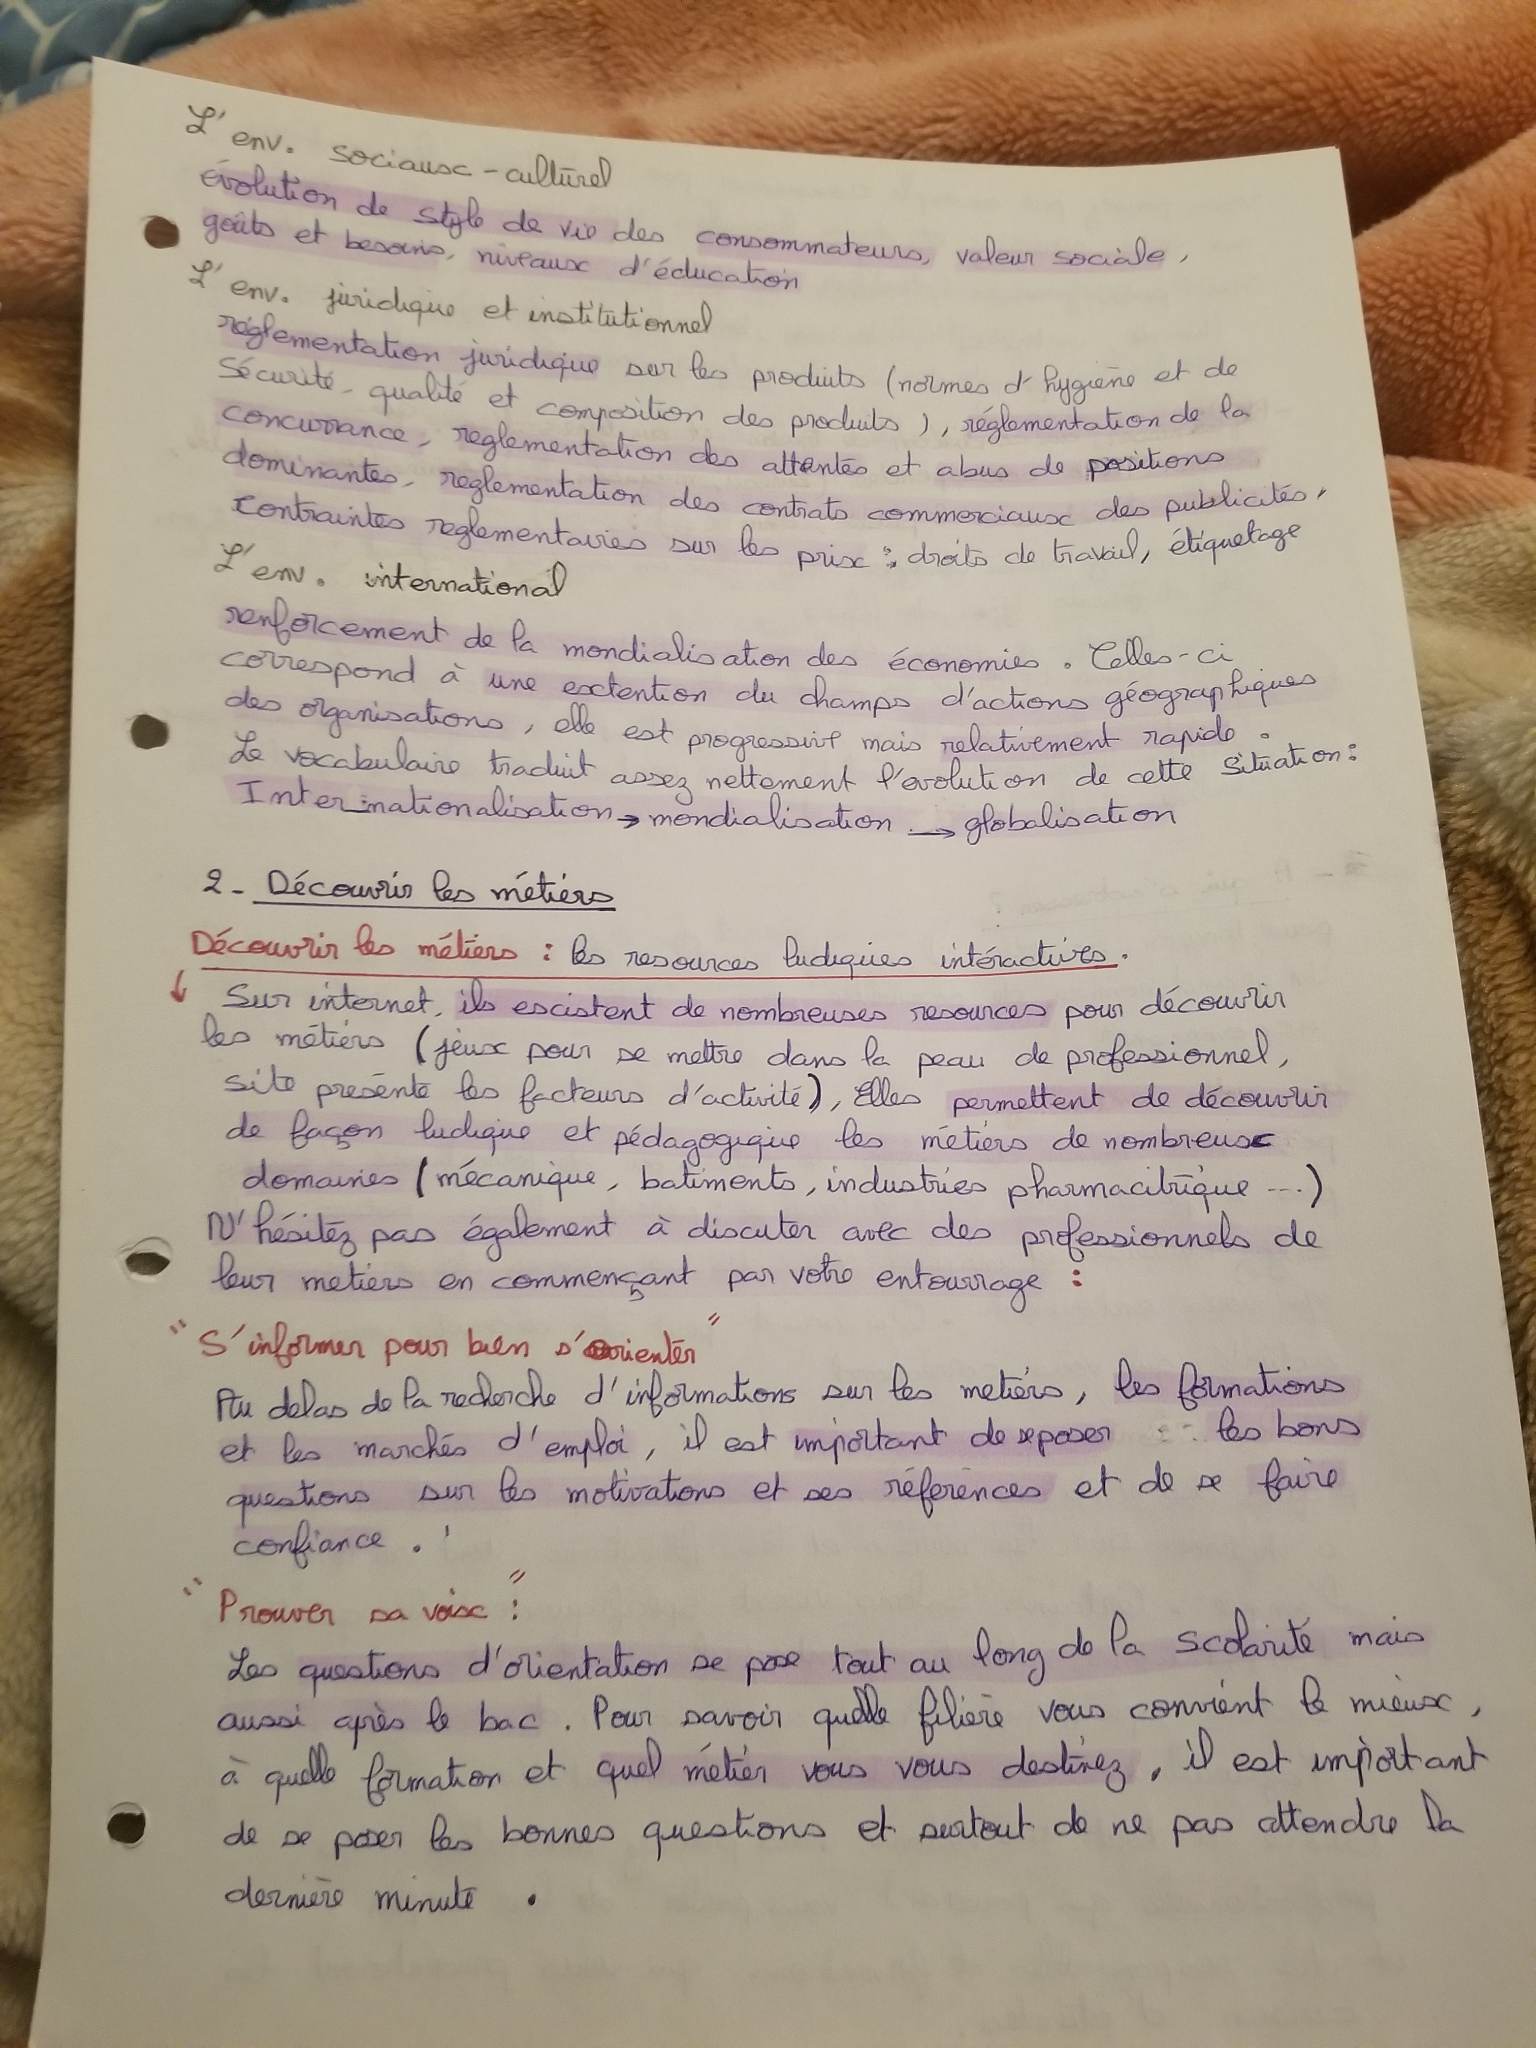 L'env. sociaux-culturel
évolution de style de vie des consommateurs, valeur sociale,
goûts et besoins, niveaux d'éducation
L'env. juridique et institutionnel
réglementation juridique sur les produits (normes d'hygiène et de
sécurité, qualité et composition des produits), réglementation de la
concurrance, reglementation des attentes et abus de positions
dominantes, reglementation des contrats commerciaux des publicités,
contraintes reglementaires sur les prix : droits de travail, étiquetage
L'env. international
renforcement de la mondialisation des économies. Celles-ci
correspond à une extention du champs d'actions géographiques
des organisations, elle est progressive mais relativement rapide.
Le vocabulaire traduit assez nettement l'évolution de cette situation :
Internationalisation → mondialisation → globalisation
2- Découvrir les métiers
Découvrir les métiers : les resources ludiques intéractives.
↓ Sur internet, ils existent de nombreuses resources pour découvrir
les métiers (jeux pour se mettre dans la peau de professionnel,
site présente les facteurs d'activité), Elles permettent de découvrir
de façon ludique et pédagogique les métiers de nombreux
domaines (mécanique, batiments, industries pharmacitrique ...)
N'hésitez pas également à discuter avec des professionnels de
leur metiers en commençant par votre entourrage :
"S'informer pour bien s'orienter"
Au delas de la recherche d'informations sur les metiers, les formations
et les marchés d'emploi, il est important de se poser les bons
questions sur les motivations et ses réferences et de se faire
confiance.
"Prouver sa voix" :
Les questions d'orientation se pose tout au long de la scolarité mais
aussi après le bac. Pour savoir quelle filière vous convient le mieux,
à quelle formation et quel métier vous vous destinez, il est important
de se poser les bonnes questions et surtout de ne pas attendre la
dernière minute.